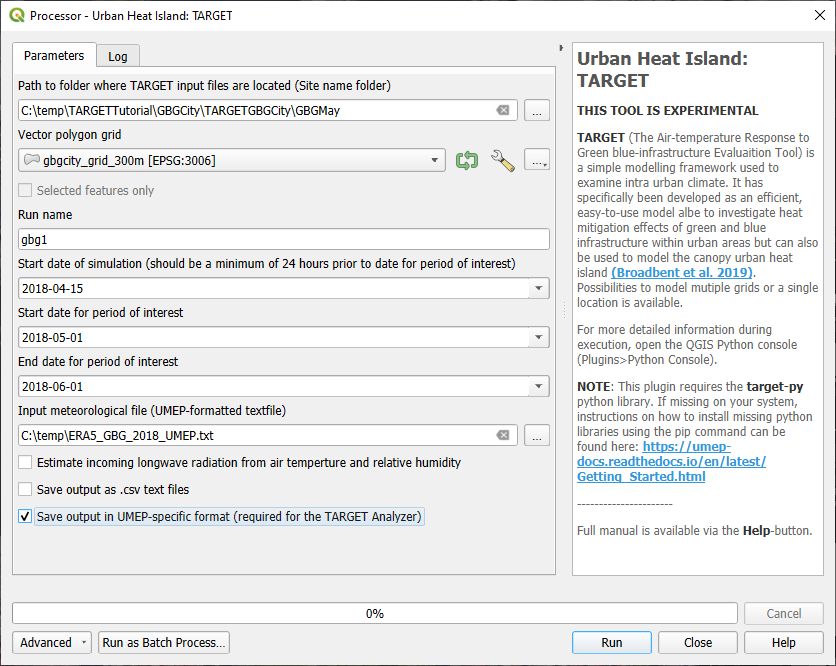 Processor - Urban Heat Island: TARGET
Parameters
Log
Path to folder where TARGET input files are located (Site name folder)
C:\temp\TARGETTutorial\GBGCity\TARGETGBGCity\GBGMay
...
Vector polygon grid
gbgcity_grid_300m [EPSG:3006]
...
Selected features only
Run name
gbg1
Start date of simulation (should be a minimum of 24 hours prior to date for period of interest)
2018-04-15
Start date for period of interest
2018-05-01
End date for period of interest
2018-06-01
Input meteorological file (UMEP-formatted textfile)
C:\temp\ERA5_GBG_2018_UMEP.txt
...
Estimate incoming longwave radiation from air temperture and relative humidity
Save output as .csv text files
Save output in UMEP-specific format (required for the TARGET Analyzer)
Urban Heat Island:
TARGET
THIS TOOL IS EXPERIMENTAL
TARGET (The Air-temperature Response to
Green blue-infrastructure Evaluaition Tool) is
a simple modelling framework used to
examine intra urban climate. It has
specifically been developed as an efficient,
easy-to-use model albe to investigate heat
mitigation effects of green and blue
infrastructure within urban areas but can also
be used to model the canopy urban heat
island (Broadbent et al. 2019).
Possibilities to model mutiple grids or a single
location is available.
For more detailed information during
execution, open the QGIS Python console
(Plugins>Python Console).
NOTE: This plugin requires the target-py
python library. If missing on your system,
instructions on how to install missing python
libraries using the pip command can be
found here: https://umep-
docs.readthedocs.io/en/latest/
Getting_Started.html
----------------------
Full manual is available via the Help-button.
0%
Cancel
Advanced
Run as Batch Process...
Run
Close
Help